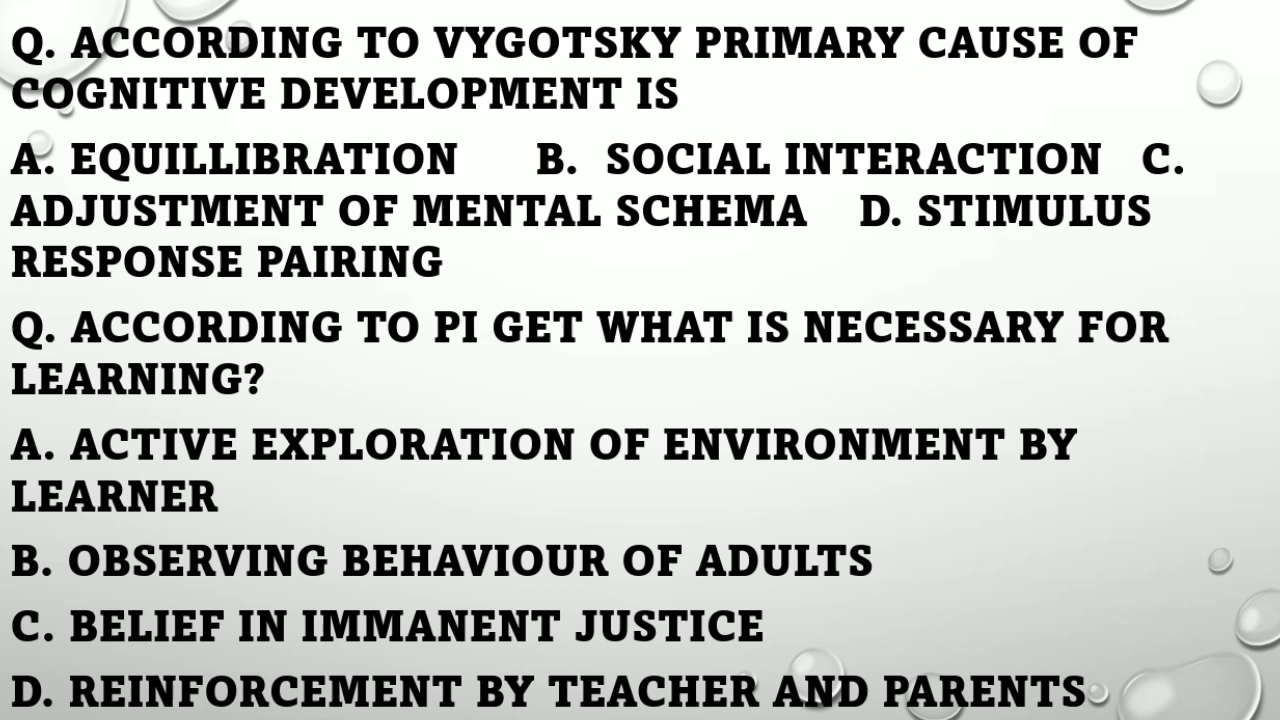 Q. ACCORDING TO VYGOTSKY PRIMARY CAUSE OF
COGNITIVE DEVELOPMENT IS
A. EQUILLIBRATION B. SOCIAL INTERACTION C.
ADJUSTMENT OF MENTAL SCHEMA D. STIMULUS
RESPONSE PAIRING
Q. ACCORDING TO PI GET WHAT IS NECESSARY FOR
LEARNING?
A. ACTIVE EXPLORATION OF ENVIRONMENT BY
LEARNER
B. OBSERVING BEHAVIOUR OF ADULTS
C. BELIEF IN IMMANENT JUSTICE
D. REINFORCEMENT BY TEACHER AND PARENTS